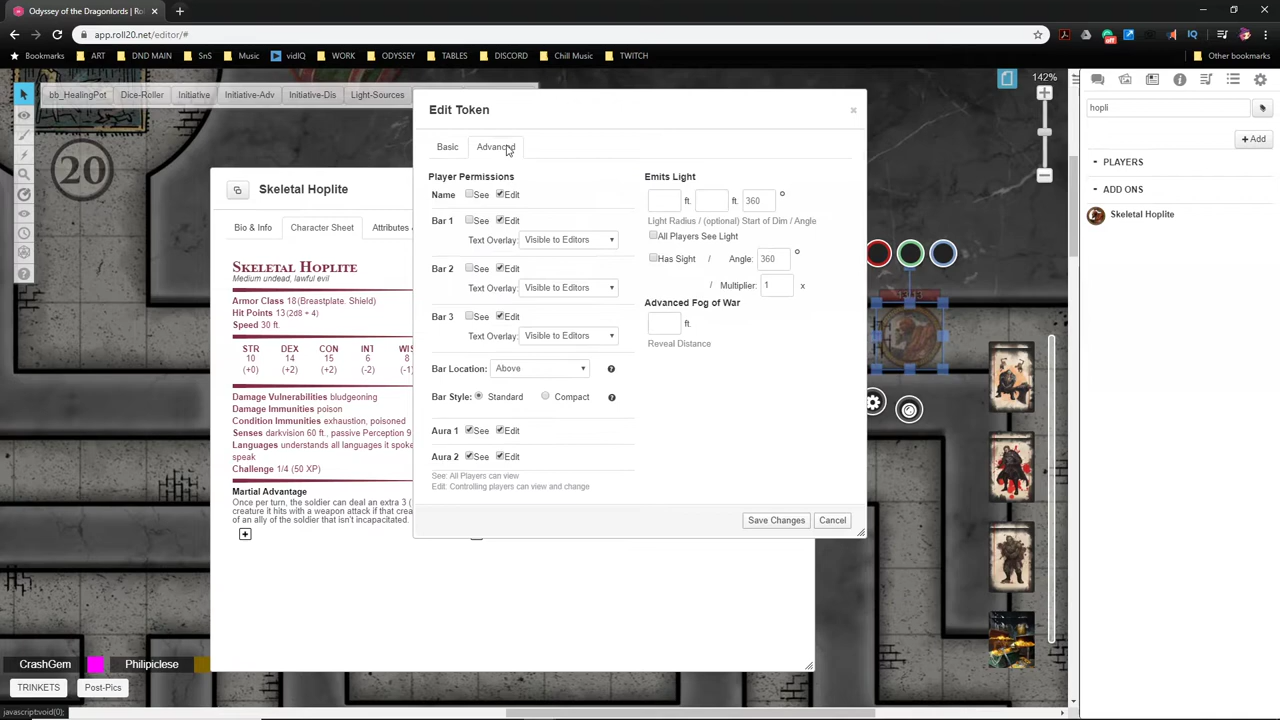 Odyssey of the Dragonlords |
app.roll20.net/editor/#
Bookmarks ART DND MAIN SnS Music vidIQ WORK ODYSSEY TABLES DISCORD Chill Music TWITCH Other bookmarks
bb_HealingPot Dice-Roller Initiative Initiative-Adv Initiative-Dis Light-Sources
142%
20
hopli
Add
PLAYERS
ADD ONS
Skeletal Hoplite
Edit Token
Basic Advanced
Player Permissions
Name See Edit
Bar 1 See Edit
Text Overlay: Visible to Editors
Bar 2 See Edit
Text Overlay: Visible to Editors
Bar 3 See Edit
Text Overlay: Visible to Editors
Bar Location: Above
Bar Style: Standard Compact
Aura 1 See Edit
Aura 2 See Edit
See: All Players can view
Edit: Controlling players can view and change
Emits Light
ft. ft. 360 °
Light Radius / (optional) Start of Dim / Angle
All Players See Light
Has Sight / Angle: 360 °
/ Multiplier: 1 x
Advanced Fog of War
ft.
Reveal Distance
Save Changes Cancel
Skeletal Hoplite
Bio & Info Character Sheet Attributes &
Skeletal Hoplite
Medium undead, lawful evil
Armor Class 18 (Breastplate. Shield)
Hit Points 13 (2d8 + 4)
Speed 30 ft.
STR DEX CON INT WIS
10 14 15 6 8
(+0) (+2) (+2) (-2) (-1)
Damage Vulnerabilities bludgeoning
Damage Immunities poison
Condition Immunities exhaustion, poisoned
Senses darkvision 60 ft., passive Perception 9
Languages understands all languages it spoke
speak
Challenge 1/4 (50 XP)
Martial Advantage
Once per turn, the soldier can deal an extra 3 (
creature it hits with a weapon attack if that crea
of an ally of the soldier that isn't incapacitated.
CrashGem Philipiclese
TRINKETS Post-Pics
javascript:void(0);